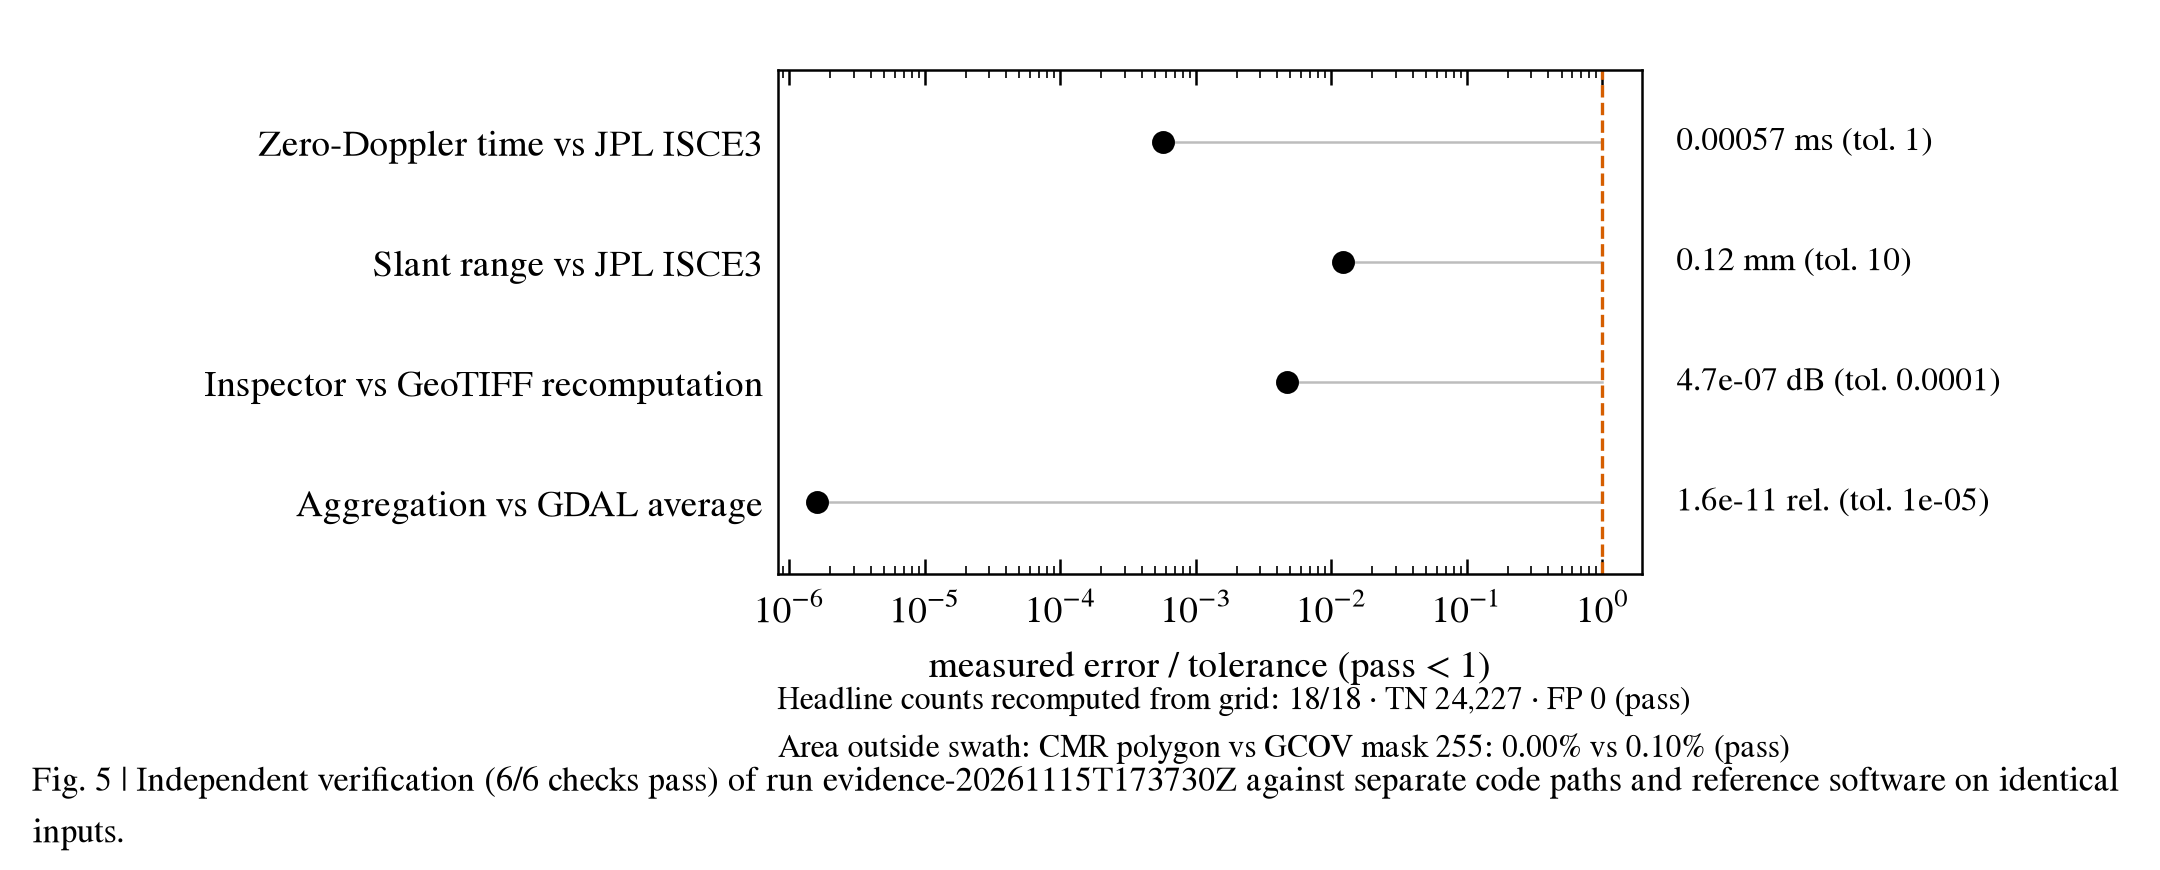 Zero-Doppler time vs JPL ISCE3
0.00057 ms (tol. 1)
Slant range vs JPL ISCE3
0.12 mm (tol. 10)
Inspector vs GeoTIFF recomputation
4.7e-07 dB (tol. 0.0001)
Aggregation vs GDAL average
1.6e-11 rel. (tol. 1e-05)
10⁻⁶ 10⁻⁵ 10⁻⁴ 10⁻³ 10⁻² 10⁻¹ 10⁰
measured error / tolerance (pass < 1)
Headline counts recomputed from grid: 18/18 · TN 24,227 · FP 0 (pass)
Area outside swath: CMR polygon vs GCOV mask 255: 0.00% vs 0.10% (pass)
Fig. 5 | Independent verification (6/6 checks pass) of run evidence-20261115T173730Z against separate code paths and reference software on identical
inputs.